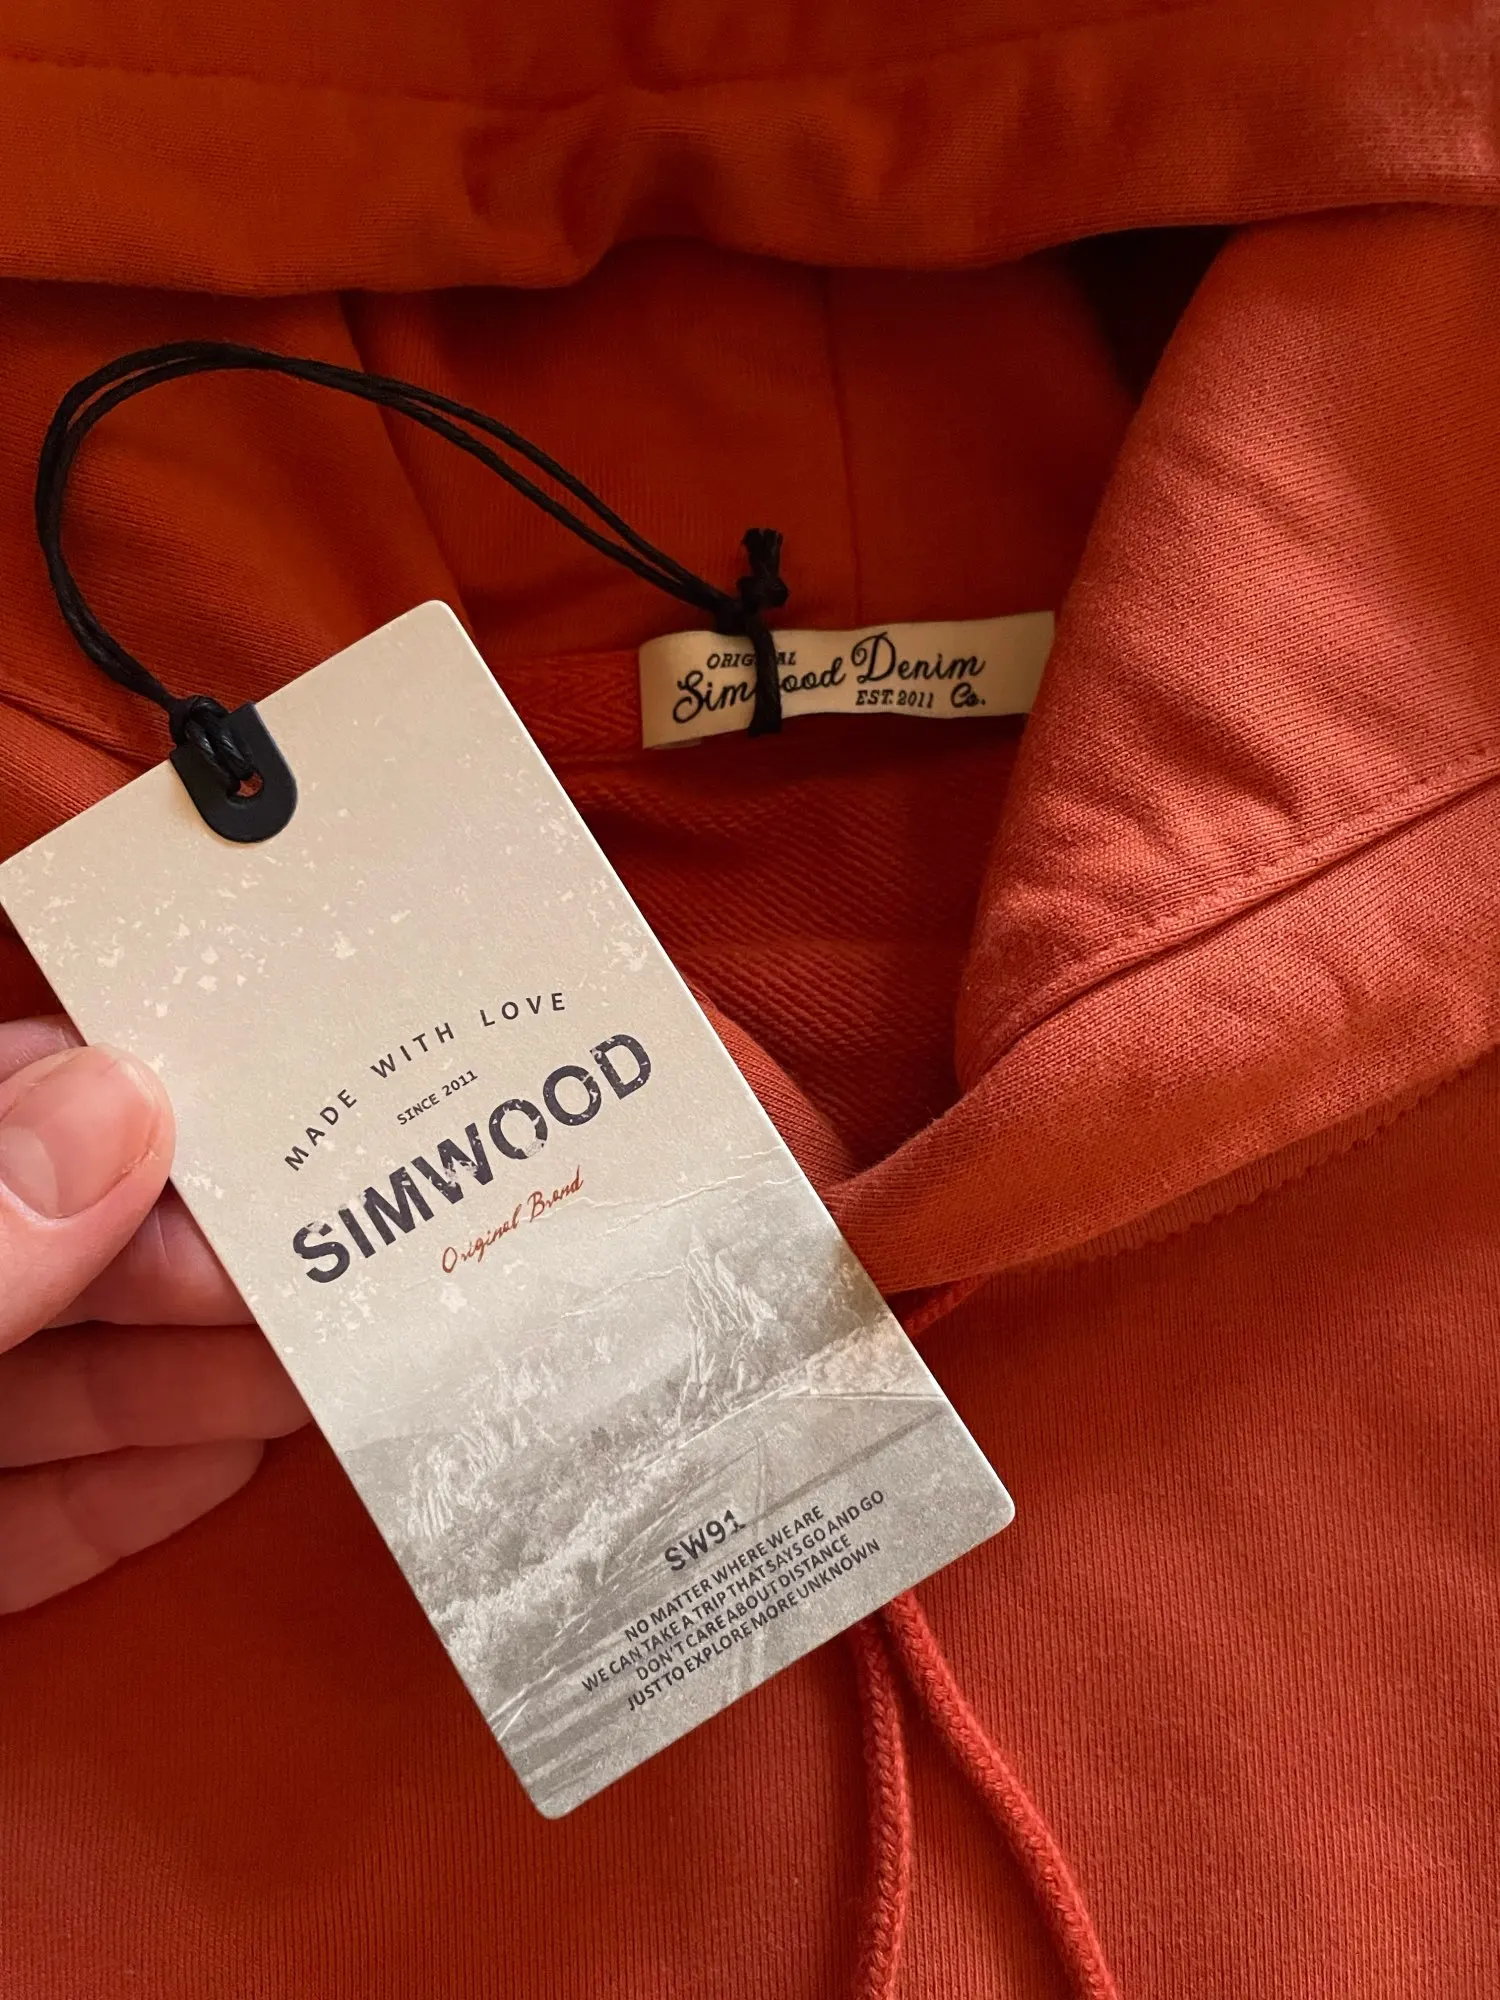 ORIGINAL
Simwood Denim
EST. 2011 Co.
MADE WITH LOVE
SINCE 2011
SIMWOOD
Original Brand
SW91
NO MATTER WHERE WE ARE
WE CAN TAKE A TRIP THAT SAYS GO AND GO
DON'T CARE ABOUT DISTANCE
JUST TO EXPLORE MORE UNKNOWN